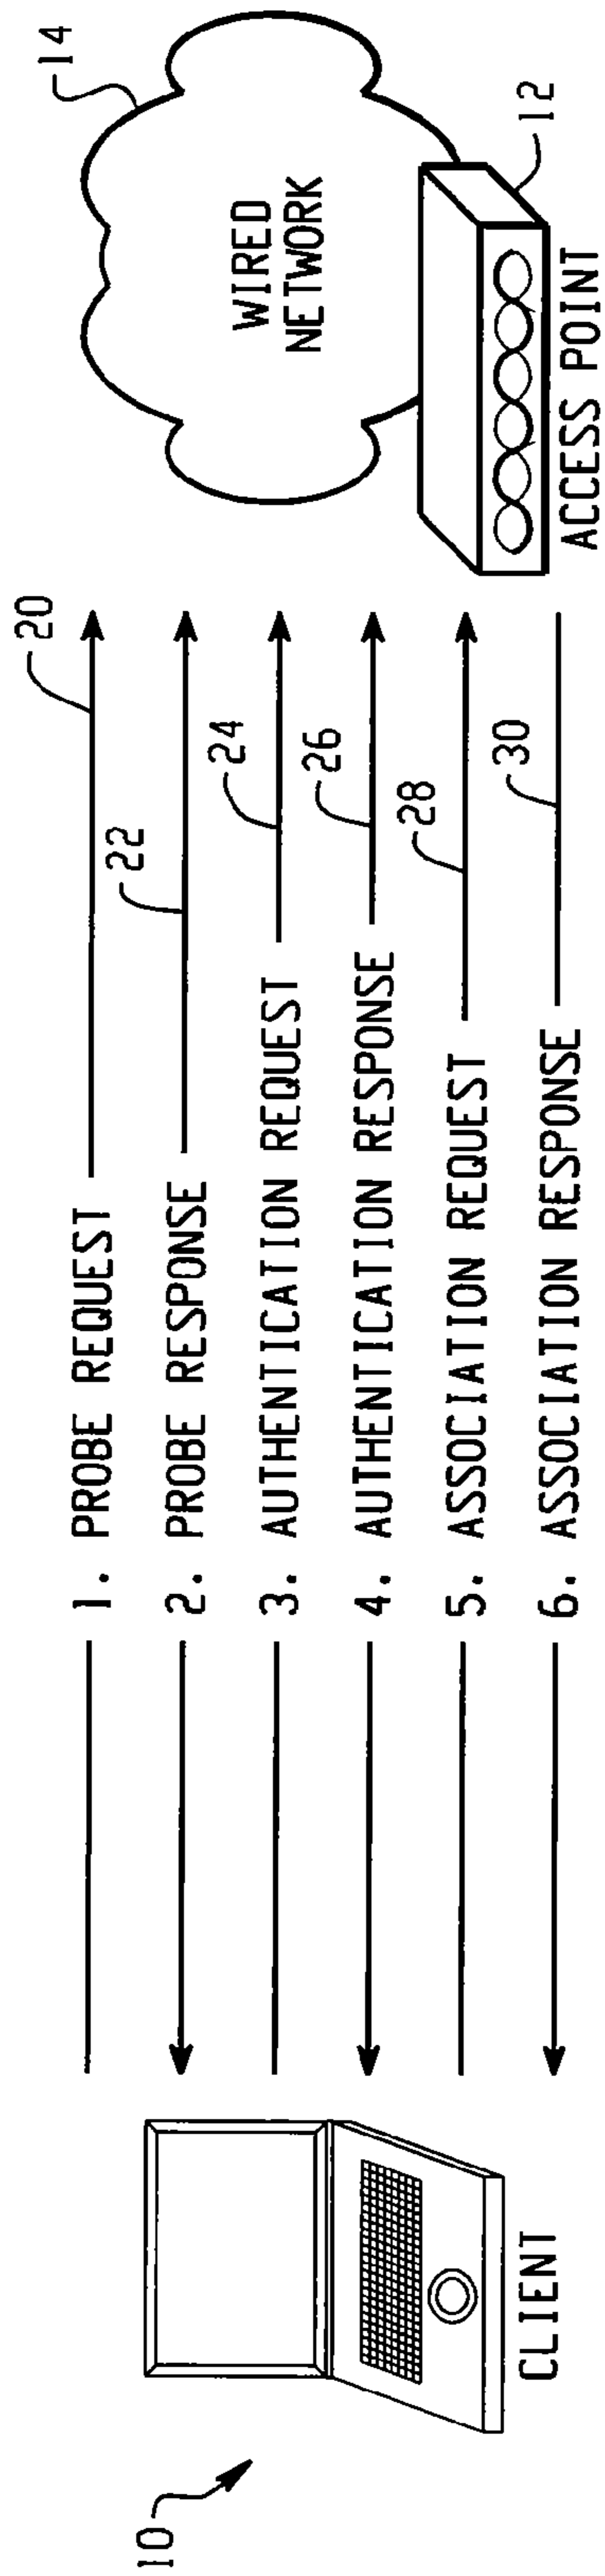 10
CLIENT
1. PROBE REQUEST
20
2. PROBE RESPONSE
22
3. AUTHENTICATION REQUEST
24
4. AUTHENTICATION RESPONSE
26
5. ASSOCIATION REQUEST
28
6. ASSOCIATION RESPONSE
30
14
WIRED
NETWORK
12
ACCESS POINT